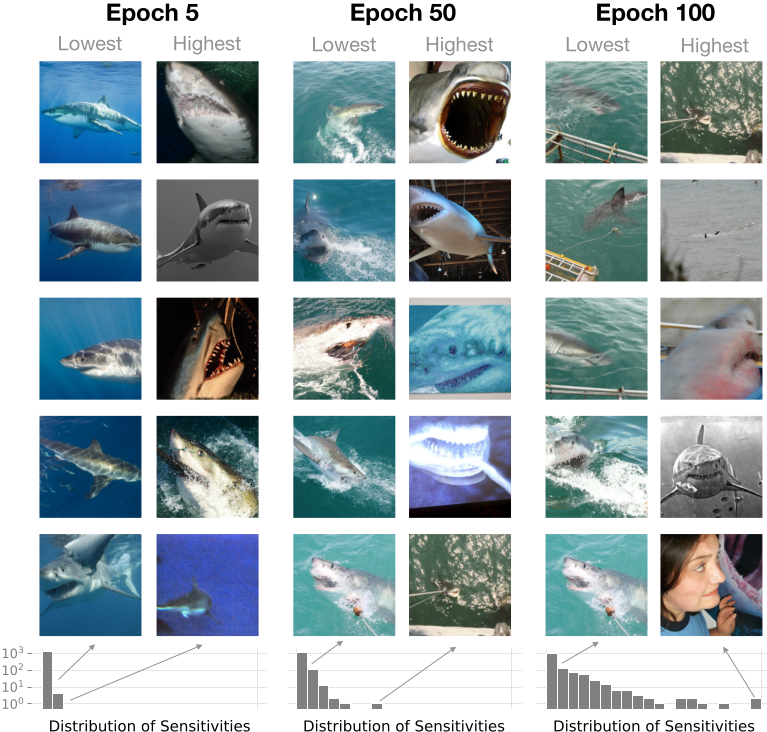 Epoch 5 Epoch 50 Epoch 100
Lowest Highest Lowest Highest Lowest Highest
10³
10²
10¹
10⁰
Distribution of Sensitivities Distribution of Sensitivities Distribution of Sensitivities